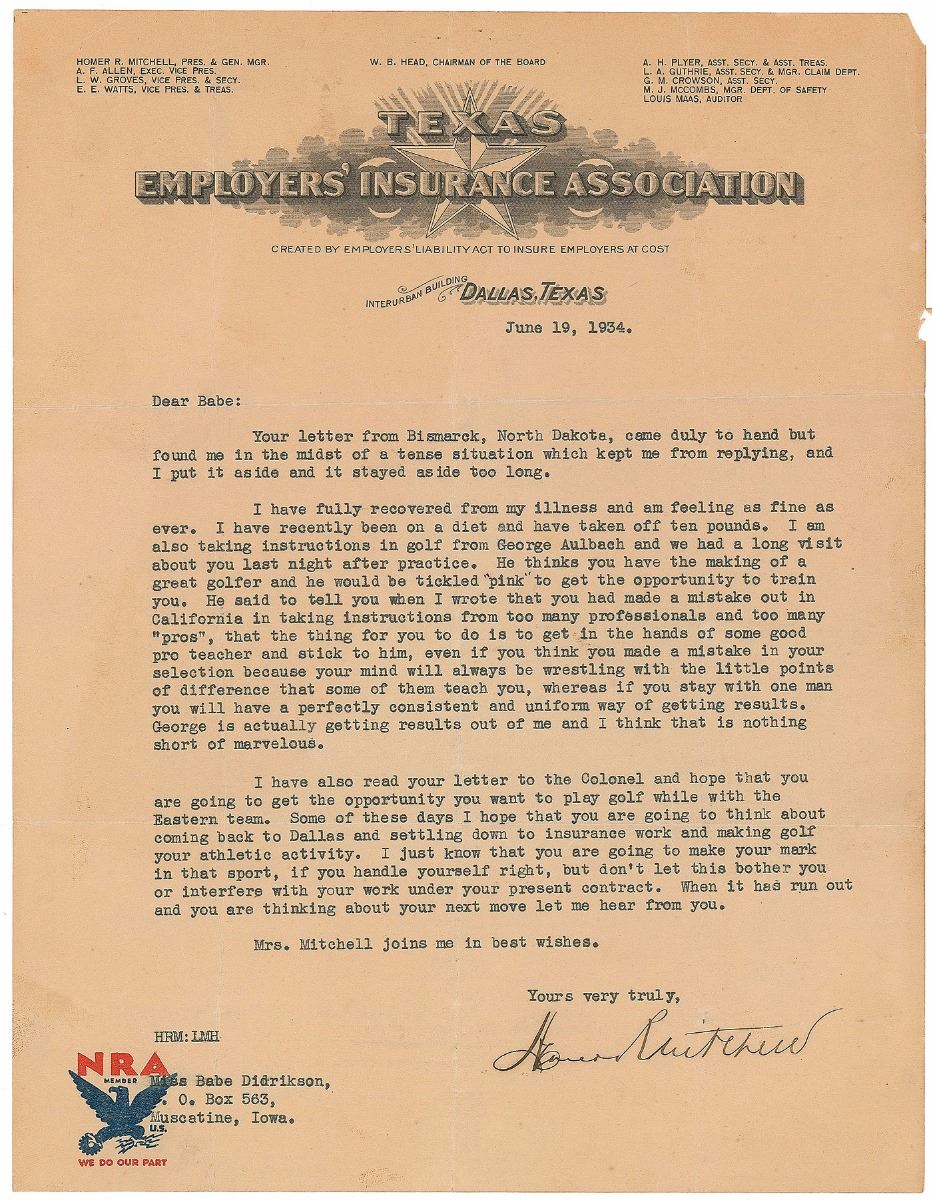 HOMER R. MITCHELL, PRES. & GEN. MGR.
A. F. ALLEN, EXEC. VICE PRES.
L. W. GROVES, VICE PRES. & SECY.
E. E. WATTS, VICE PRES. & TREAS.
W. B. HEAD, CHAIRMAN OF THE BOARD
A. H. PLYER, ASST. SECY. & ASST. TREAS.
L. A. GUTHRIE, ASST. SECY. & MGR. CLAIM DEPT.
G. M. CROWSON, ASST. SECY.
M. J. MCCOMBS, MGR. DEPT. OF SAFETY
LOUIS MAAS, AUDITOR
TEXAS
EMPLOYERS' INSURANCE ASSOCIATION
CREATED BY EMPLOYERS' LIABILITY ACT TO INSURE EMPLOYERS AT COST
INTERURBAN BUILDING
DALLAS, TEXAS
June 19, 1934.
Dear Babe:
Your letter from Bismarck, North Dakota, came duly to hand but
found me in the midst of a tense situation which kept me from replying, and
I put it aside and it stayed aside too long.
I have fully recovered from my illness and am feeling as fine as
ever. I have recently been on a diet and have taken off ten pounds. I am
also taking instructions in golf from George Aulbach and we had a long visit
about you last night after practice. He thinks you have the making of a
great golfer and he would be tickled "pink" to get the opportunity to train
you. He said to tell you when I wrote that you had made a mistake out in
California in taking instructions from too many professionals and too many
"pros", that the thing for you to do is to get in the hands of some good
pro teacher and stick to him, even if you think you made a mistake in your
selection because your mind will always be wrestling with the little points
of difference that some of them teach you, whereas if you stay with one man
you will have a perfectly consistent and uniform way of getting results.
George is actually getting results out of me and I think that is nothing
short of marvelous.
I have also read your letter to the Colonel and hope that you
are going to get the opportunity you want to play golf while with the
Eastern team. Some of these days I hope that you are going to think about
coming back to Dallas and settling down to insurance work and making golf
your athletic activity. I just know that you are going to make your mark
in that sport, if you handle yourself right, but don't let this bother you
or interfere with your work under your present contract. When it has run out
and you are thinking about your next move let me hear from you.
Mrs. Mitchell joins me in best wishes.
Yours very truly,
Homer R Mitchell
HRM:LMH
Miss Babe Didrikson,
P. O. Box 563,
Muscatine, Iowa.
NRA
MEMBER
U.S.
WE DO OUR PART